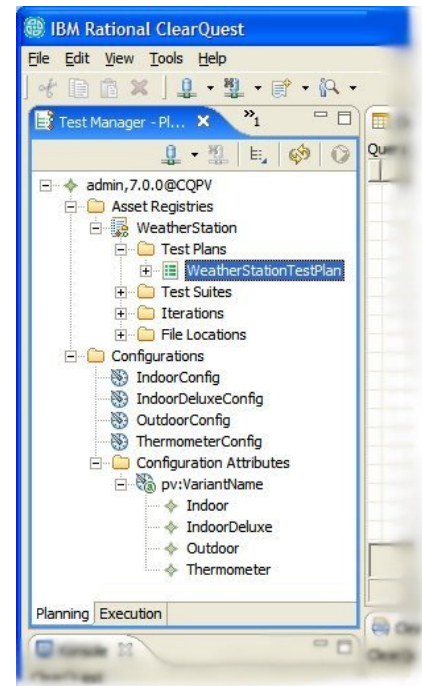 IBM Rational ClearQuest
File Edit View Tools Help
Test Manager - Pl... »1
admin,7.0.0@CQPV
Asset Registries
WeatherStation
Test Plans
WeatherStationTestPlan
Test Suites
Iterations
File Locations
Configurations
IndoorConfig
IndoorDeluxeConfig
OutdoorConfig
ThermometerConfig
Configuration Attributes
pv:VariantName
Indoor
IndoorDeluxe
Outdoor
Thermometer
Planning Execution